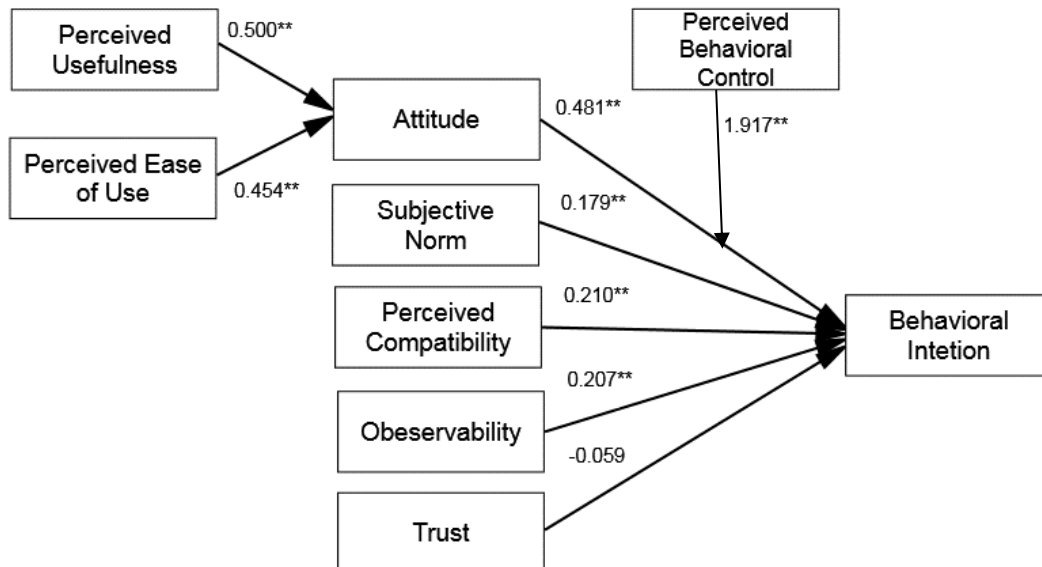 Perceived
Usefulness
0.500**
Perceived Ease
of Use
0.454**
Attitude
0.481**
Perceived
Behavioral
Control
1.917**
Subjective
Norm
0.179**
Perceived
Compatibility
0.210**
Obeservability
0.207**
Trust
-0.059
Behavioral
Intetion